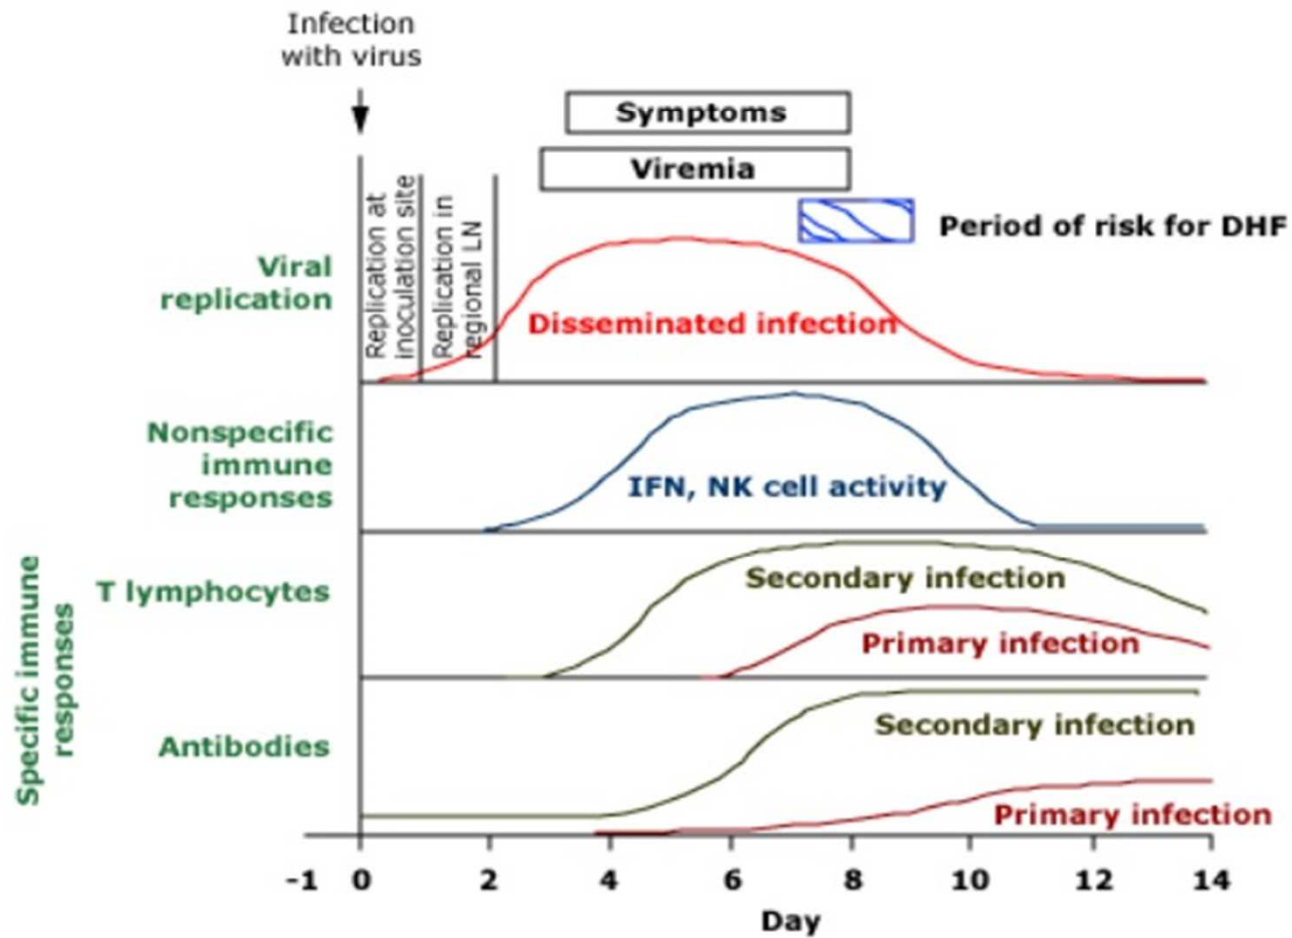 Infection
with virus
Symptoms
Viremia
Period of risk for DHF
Replication at
inoculation site
Replication in
regional LN
Viral
replication
Disseminated infection
Nonspecific
immune
responses
IFN, NK cell activity
Specific immune
responses
T lymphocytes
Secondary infection
Primary infection
Antibodies
Secondary infection
Primary infection
-1 0 2 4 6 8 10 12 14
Day